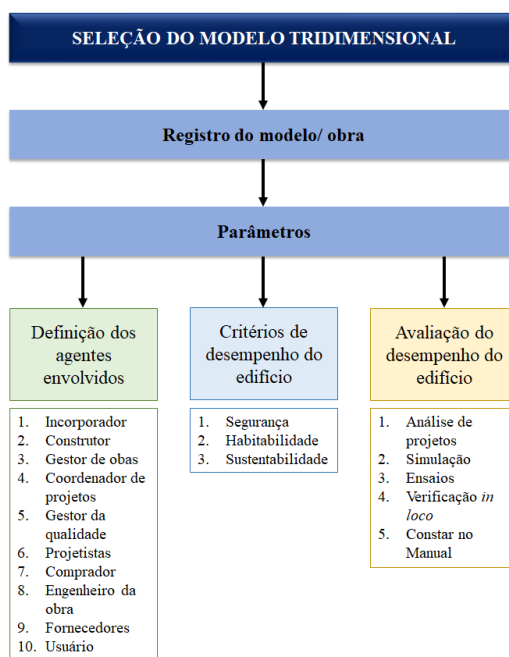 SELEÇÃO DO MODELO TRIDIMENSIONAL
Registro do modelo/ obra
Parâmetros
Definição dos
agentes
envolvidos
1. Incorporador
2. Construtor
3. Gestor de obas
4. Coordenador de
projetos
5. Gestor da
qualidade
6. Projetistas
7. Comprador
8. Engenheiro da
obra
9. Fornecedores
10. Usuário
Critérios de
desempenho do
edifício
1. Segurança
2. Habitabilidade
3. Sustentabilidade
Avaliação do
desempenho do
edifício
1. Análise de
projetos
2. Simulação
3. Ensaios
4. Verificação in
loco
5. Constar no
Manual